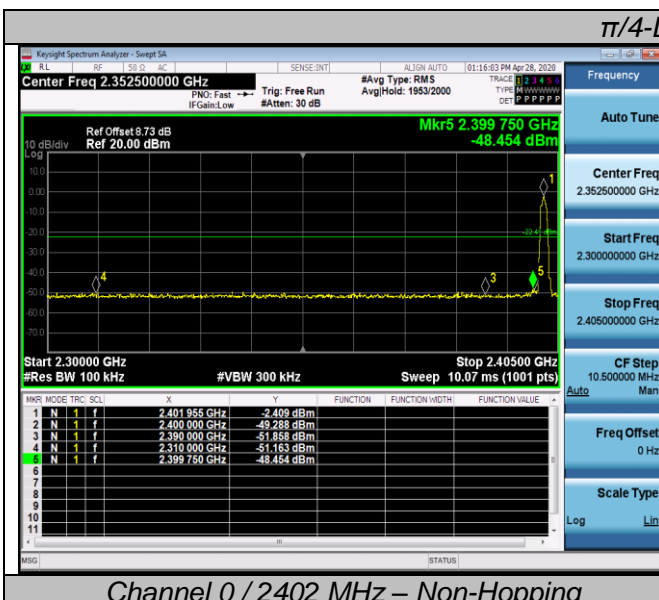 π/4-D
Keysight Spectrum Analyzer - Swept SA
RL RF 50 Ω AC SENSE:INT ALIGN AUTO 01:16:03 PM Apr 28, 2020
Center Freq 2.352500000 GHz
PNO: Fast
IFGain:Low
Trig: Free Run
#Atten: 30 dB
#Avg Type: RMS
Avg|Hold: 1953/2000
TRACE 1 2 3 4 5 6
TYPE M W W W W W
DET P P P P P P
Mkr5 2.399 750 GHz
-48.454 dBm
Ref Offset 8.73 dB
10 dB/div Ref 20.00 dBm
Log
10.0
0.00
-10.0
-20.0
-30.0
-40.0
-50.0
-60.0
-70.0
1
4
3
5
Start 2.30000 GHz Stop 2.40500 GHz
#Res BW 100 kHz #VBW 300 kHz Sweep 10.07 ms (1001 pts)
MKR MODE TRC SCL X Y FUNCTION FUNCTION WIDTH FUNCTION VALUE
1 N 1 f 2.401 955 GHz -2.409 dBm
2 N 1 f 2.400 000 GHz -49.288 dBm
3 N 1 f 2.390 000 GHz -51.858 dBm
4 N 1 f 2.310 000 GHz -51.163 dBm
5 N 1 f 2.399 750 GHz -48.454 dBm
6
7
8
9
10
11
MSG STATUS
Frequency
Auto Tune
Center Freq
2.352500000 GHz
Start Freq
2.300000000 GHz
Stop Freq
2.405000000 GHz
CF Step
10.500000 MHz
Auto Man
Freq Offset
0 Hz
Scale Type
Log Lin
Channel 0 / 2402 MHz – Non-Hopping